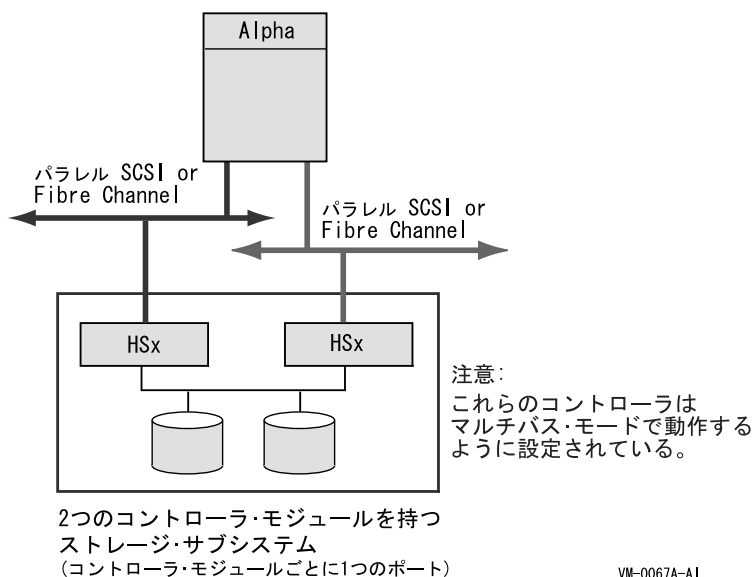 Alpha
パラレル SCSI or
Fibre Channel
パラレル SCSI or
Fibre Channel
HSx
HSx
注意:
これらのコントローラは
マルチバス・モードで動作する
ように設定されている。
2つのコントローラ・モジュールを持つ
ストレージ・サブシステム
(コントローラ・モジュールごとに1つのポート)
VM-0067A-AI